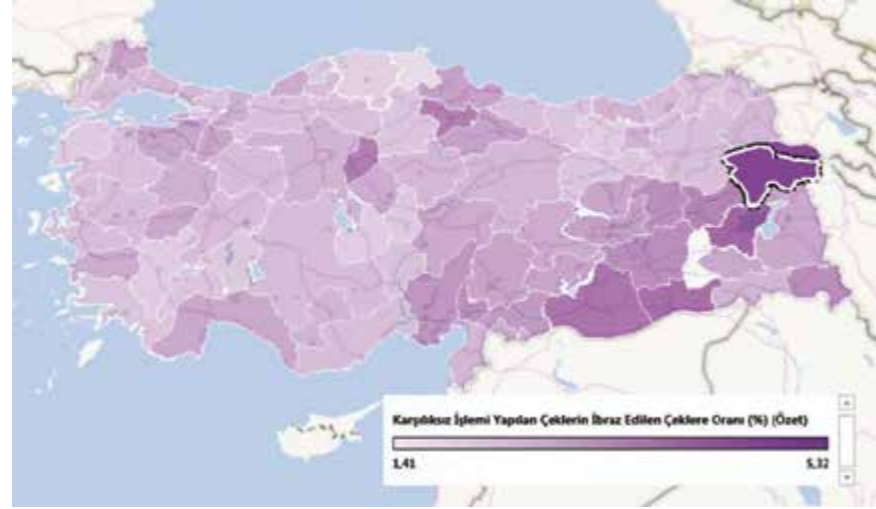 Karşılıksız İşlemi Yapılan Çeklerin İbraz Edilen Çeklere Oranı (%) (Özet)
1,41
5,32